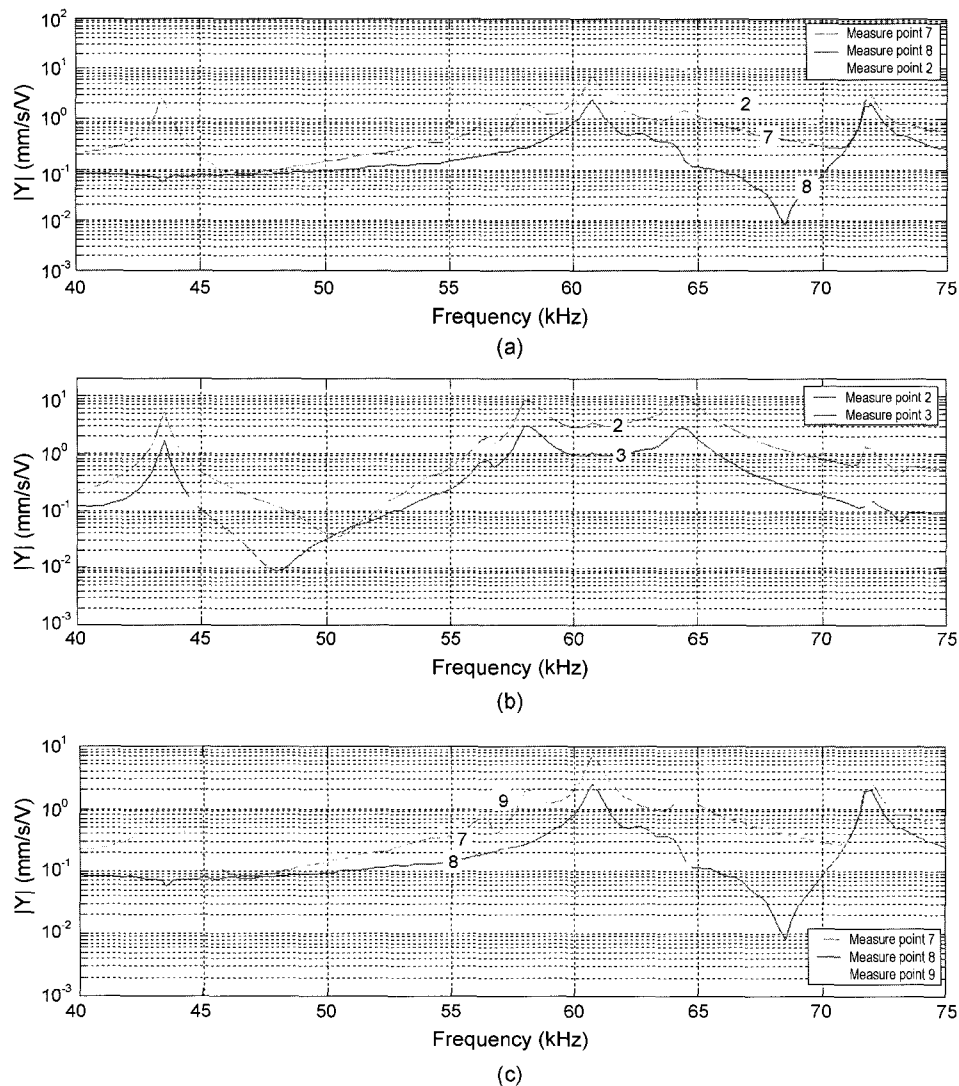 10²
10¹
10⁰
10⁻¹
10⁻²
10⁻³
|Y| (mm/s/V)
Measure point 7
Measure point 8
Measure point 2
2
7
8
40 45 50 55 60 65 70 75
Frequency (kHz)
(a)
10¹
10⁰
10⁻¹
10⁻²
10⁻³
|Y| (mm/s/V)
Measure point 2
Measure point 3
2
3
40 45 50 55 60 65 70 75
Frequency (kHz)
(b)
10¹
10⁰
10⁻¹
10⁻²
10⁻³
|Y| (mm/s/V)
9
7
8
Measure point 7
Measure point 8
Measure point 9
40 45 50 55 60 65 70 75
Frequency (kHz)
(c)